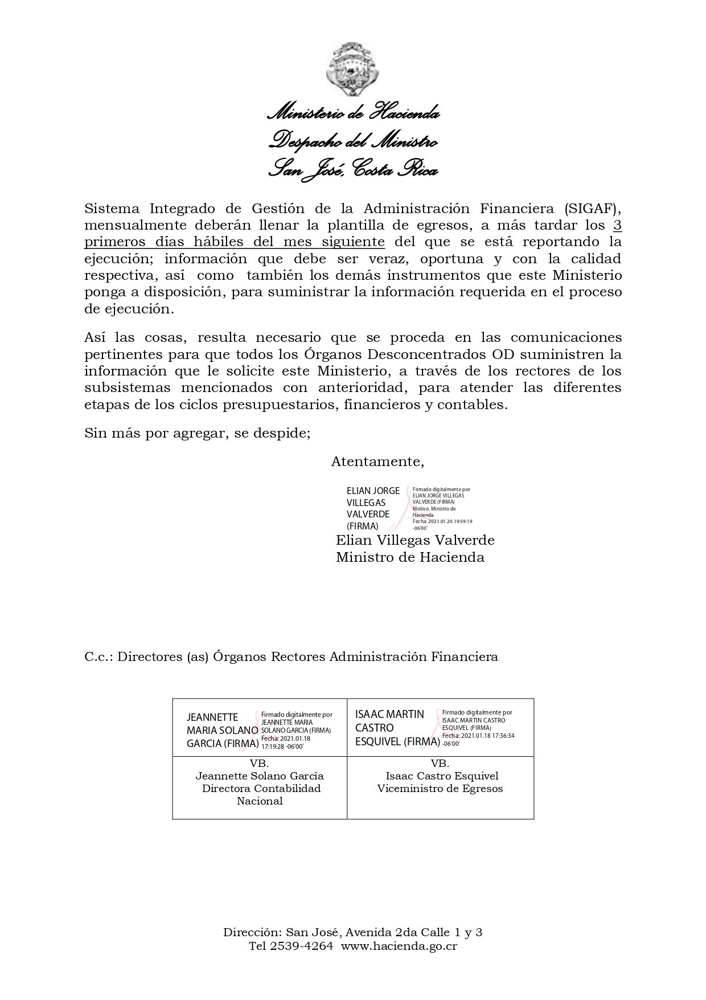 Ministerio de Hacienda
Despacho del Ministro
San José, Costa Rica
Sistema Integrado de Gestión de la Administración Financiera (SIGAF),
mensualmente deberán llenar la plantilla de egresos, a más tardar los 3
primeros días hábiles del mes siguiente del que se está reportando la
ejecución; información que debe ser veraz, oportuna y con la calidad
respectiva, así como también los demás instrumentos que este Ministerio
ponga a disposición, para suministrar la información requerida en el proceso
de ejecución.
Así las cosas, resulta necesario que se proceda en las comunicaciones
pertinentes para que todos los Órganos Desconcentrados OD suministren la
información que le solicite este Ministerio, a través de los rectores de los
subsistemas mencionados con anterioridad, para atender las diferentes
etapas de los ciclos presupuestarios, financieros y contables.
Sin más por agregar, se despide;
Atentamente,
ELIAN JORGE
VILLEGAS
VALVERDE
(FIRMA)
Firmado digitalmente por
ELIAN JORGE VILLEGAS
VALVERDE (FIRMA)
Motivo: Ministro de
Hacienda
Fecha: 2021.01.20 19:59:19
-06'00'
Elian Villegas Valverde
Ministro de Hacienda
C.c.: Directores (as) Órganos Rectores Administración Financiera
JEANNETTE
MARIA SOLANO
GARCIA (FIRMA)
Firmado digitalmente por
JEANNETTE MARIA
SOLANO GARCIA (FIRMA)
Fecha: 2021.01.18
17:19:28 -06'00'
ISAAC MARTIN
CASTRO
ESQUIVEL (FIRMA)
Firmado digitalmente por
ISAAC MARTIN CASTRO
ESQUIVEL (FIRMA)
Fecha: 2021.01.18 17:36:34
-06'00'
VB.
Jeannette Solano García
Directora Contabilidad
Nacional
VB.
Isaac Castro Esquivel
Viceministro de Egresos
Dirección: San José, Avenida 2da Calle 1 y 3
Tel 2539-4264 www.hacienda.go.cr